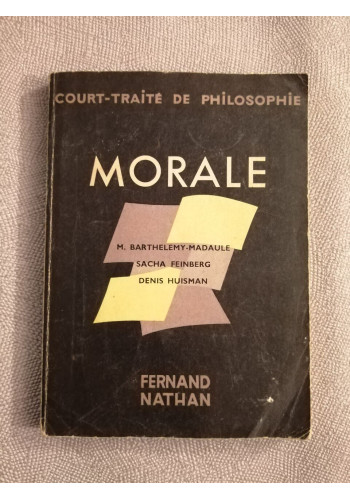 COURT-TRAITÉ DE PHILOSOPHIE
MORALE
M. BARTHELEMY-MADAULE
SACHA FEINBERG
DENIS HUISMAN
FERNAND
NATHAN